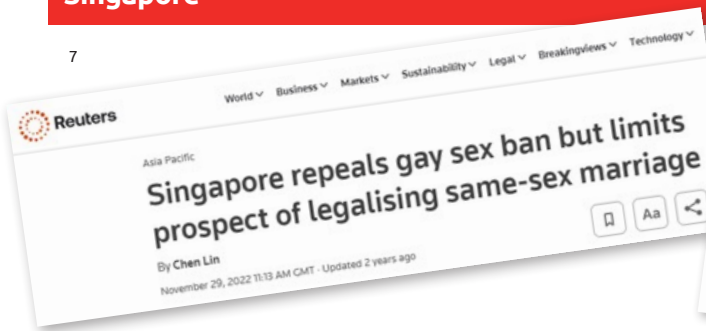 Singapore
7
Reuters
World Business Markets Sustainability Legal Breakingviews Technology
Asia Pacific
Singapore repeals gay sex ban but limits
prospect of legalising same-sex marriage
By Chen Lin
Aa
November 29, 2022 11:13 AM GMT · Updated 2 years ago